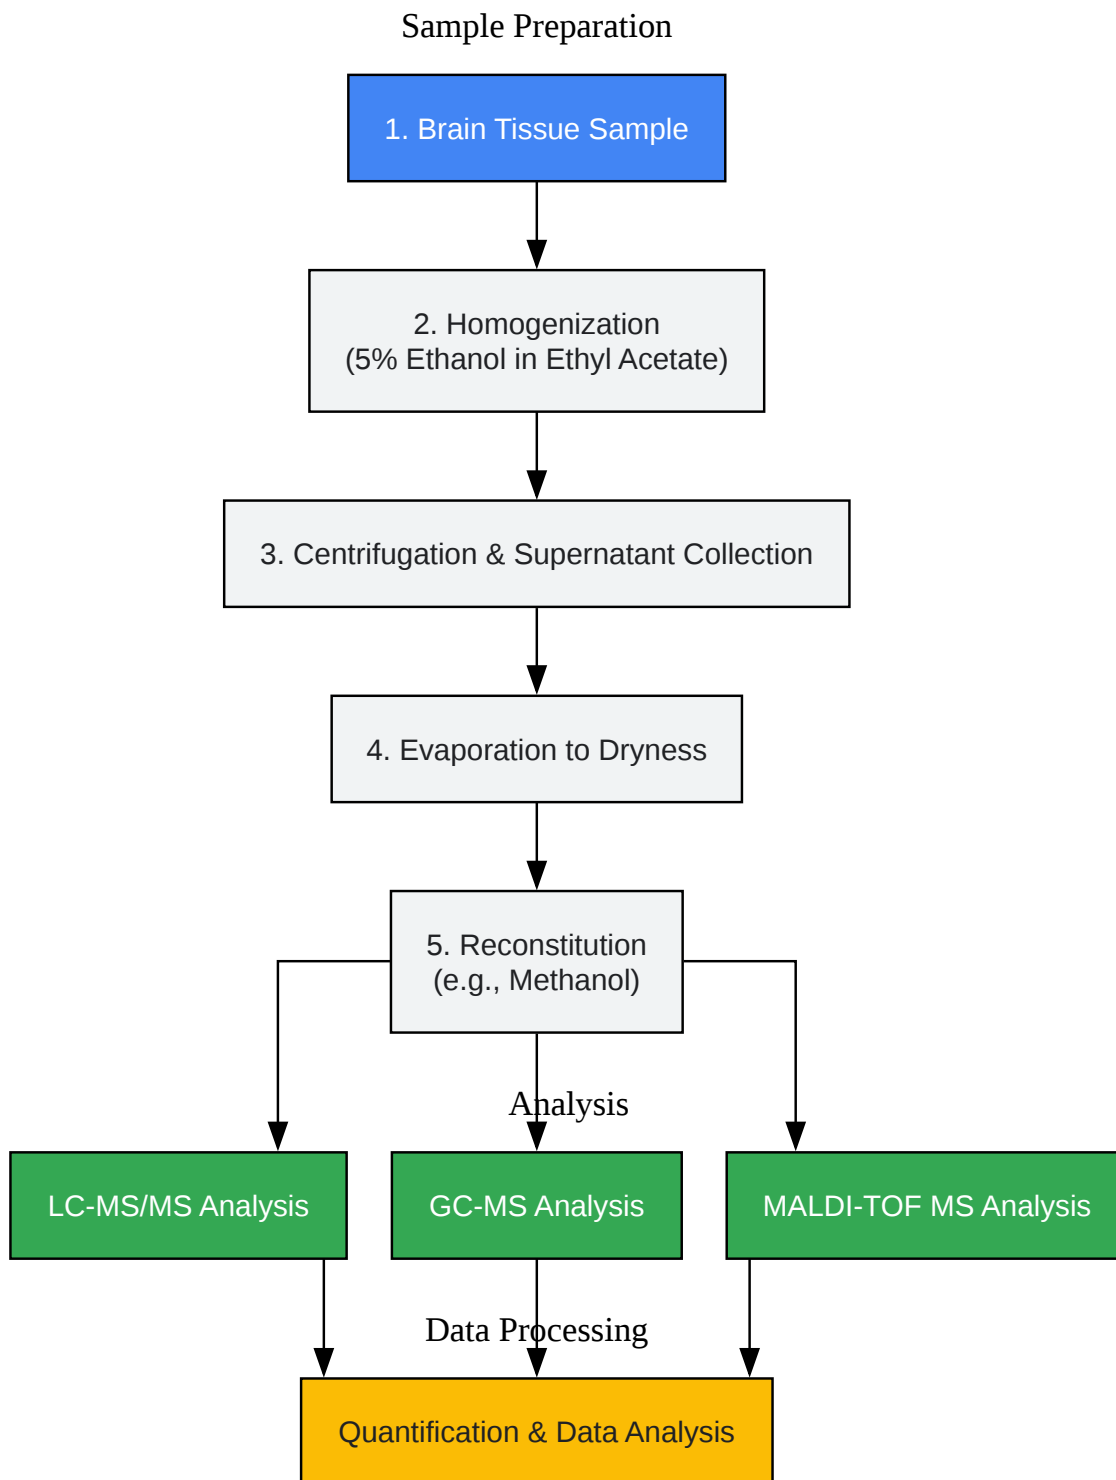 Sample Preparation
1. Brain Tissue Sample
2. Homogenization
(5% Ethanol in Ethyl Acetate)
3. Centrifugation & Supernatant Collection
4. Evaporation to Dryness
5. Reconstitution
(e.g., Methanol)
Analysis
LC-MS/MS Analysis
GC-MS Analysis
MALDI-TOF MS Analysis
Data Processing
Quantification & Data Analysis